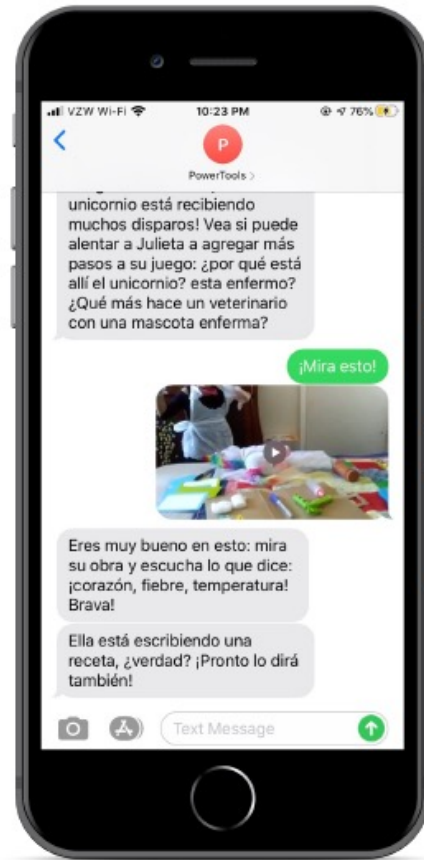 VZW Wi-Fi 10:23 PM 76%
P
PowerTools >
unicornio está recibiendo
muchos disparos! Vea si puede
alentar a Julieta a agregar más
pasos a su juego: ¿por qué está
allí el unicornio? esta enfermo?
¿Qué más hace un veterinario
con una mascota enferma?
¡Mira esto!
Eres muy bueno en esto: mira
su obra y escucha lo que dice:
¡corazón, fiebre, temperatura!
Brava!
Ella está escribiendo una
receta, ¿verdad? ¡Pronto lo dirá
también!
Text Message